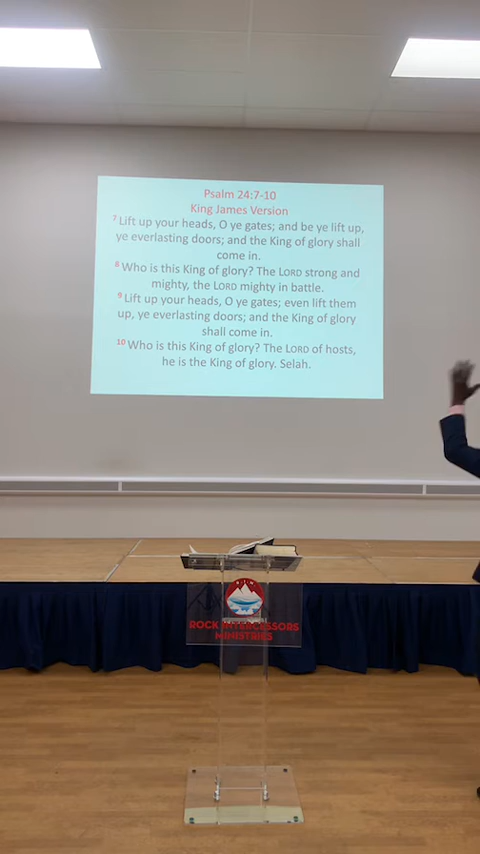 Psalm 24:7-10
King James Version
7 Lift up your heads, O ye gates; and be ye lift up,
ye everlasting doors; and the King of glory shall
come in.
8 Who is this King of glory? The LORD strong and
mighty, the LORD mighty in battle.
9 Lift up your heads, O ye gates; even lift them
up, ye everlasting doors; and the King of glory
shall come in.
10 Who is this King of glory? The LORD of hosts,
he is the King of glory. Selah.
ROCK INTERCESSORS
MINISTRIES